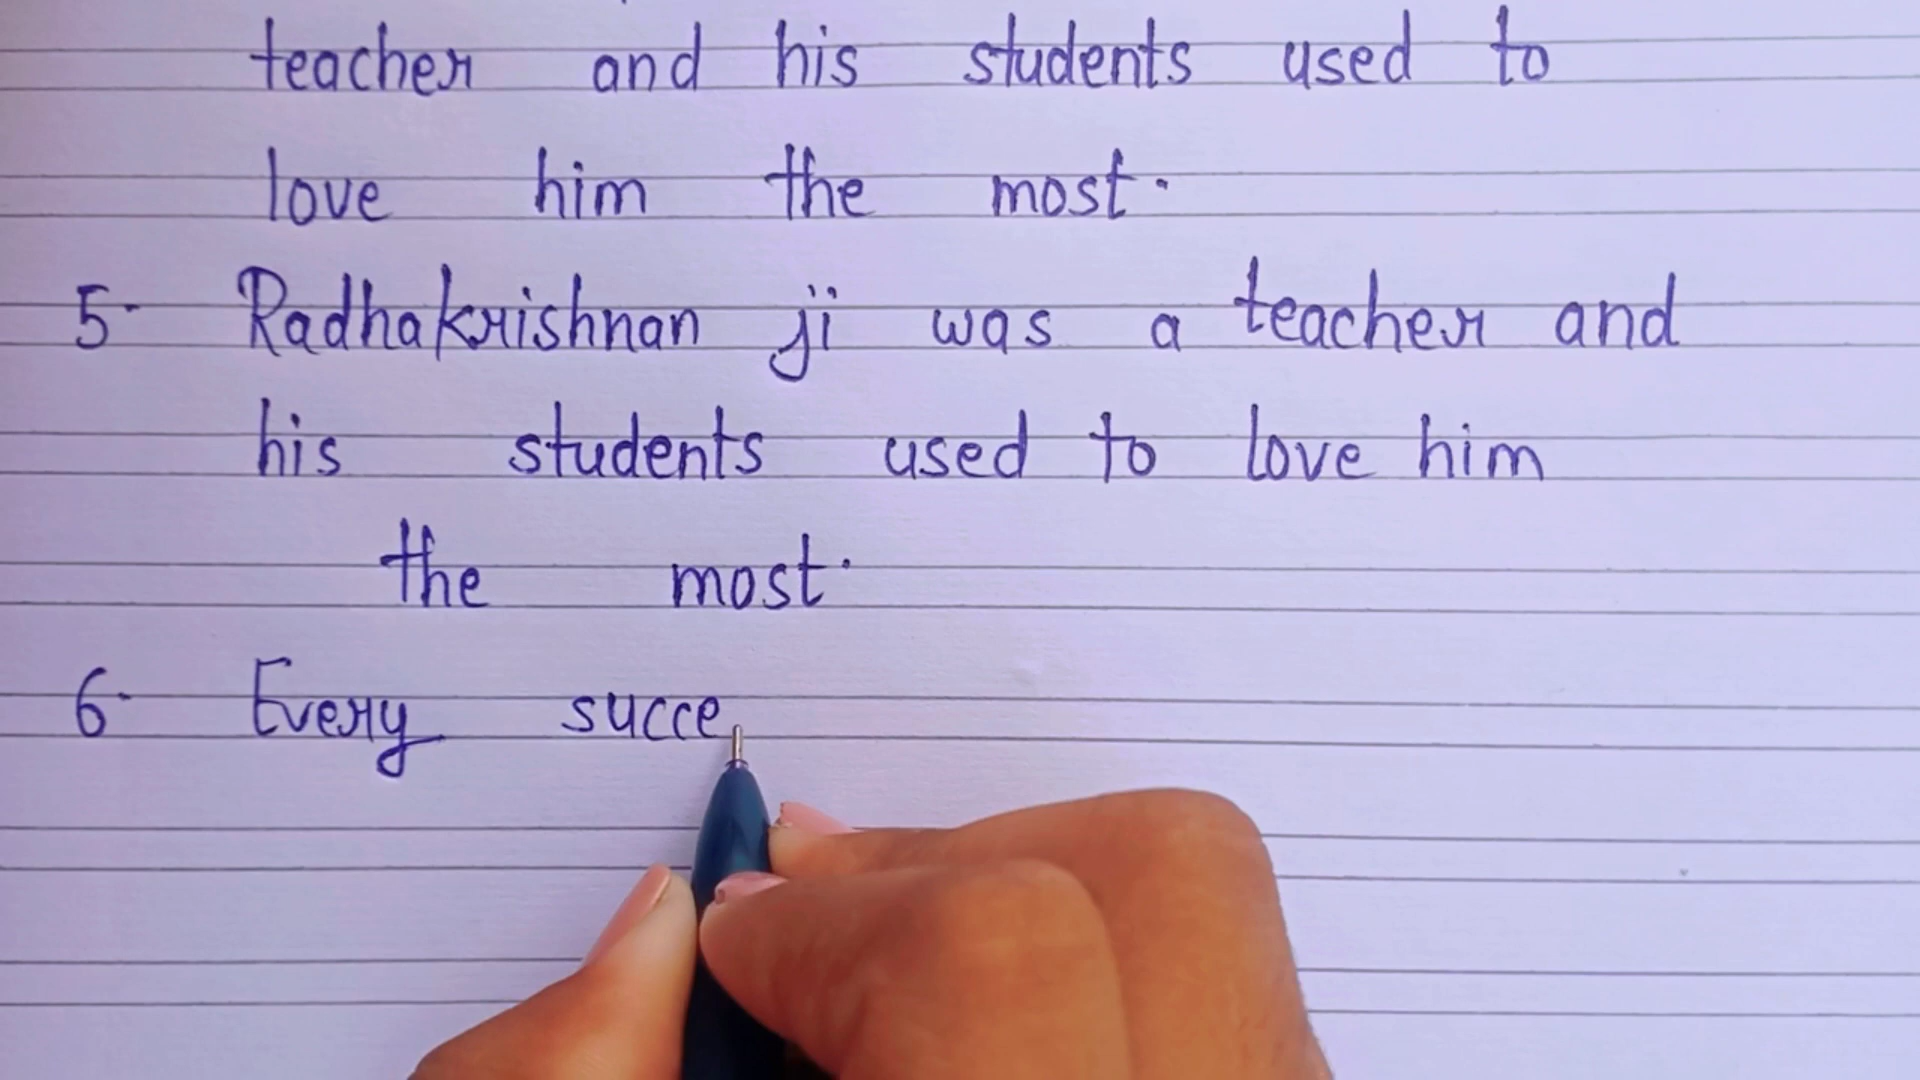 teacher and his students used to
love him the most.
5. Radhakrishnan ji was a teacher and
his students used to love him
the most.
6. Every succe